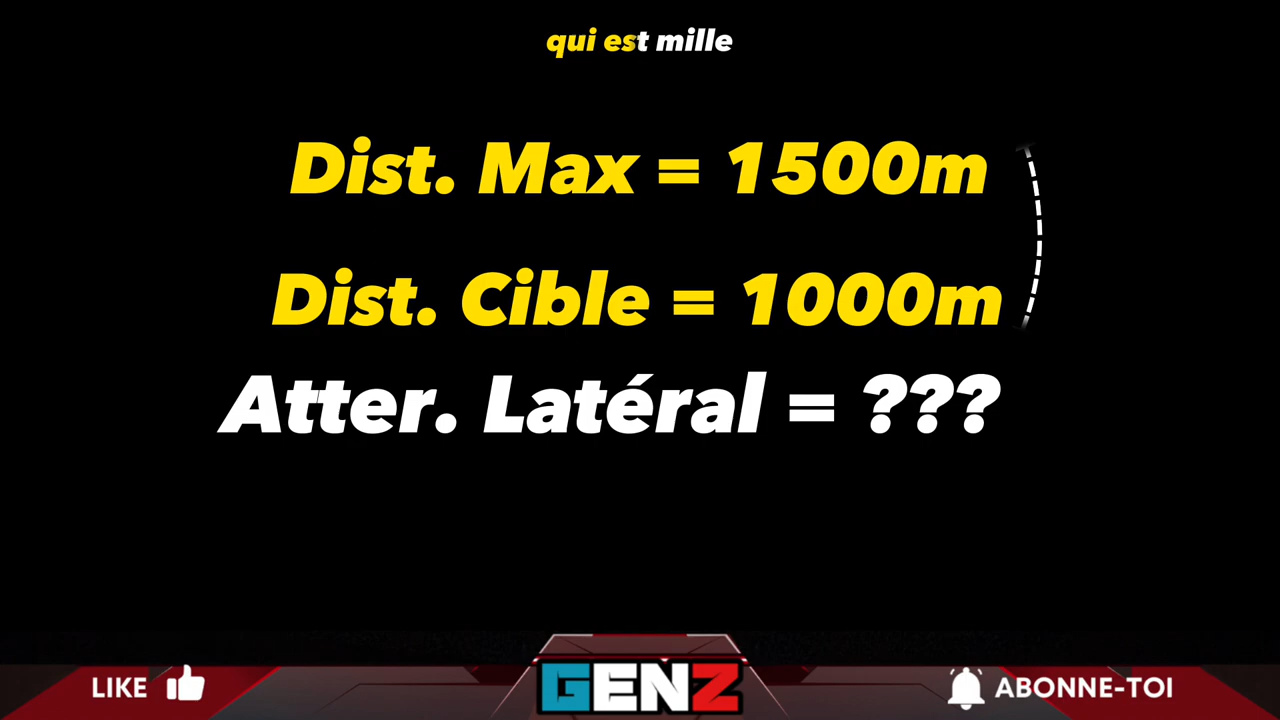 qui est mille
Dist. Max = 1500m
Dist. Cible = 1000m
Atter. Latéral = ???
LIKE
GENZ
ABONNE-TOI